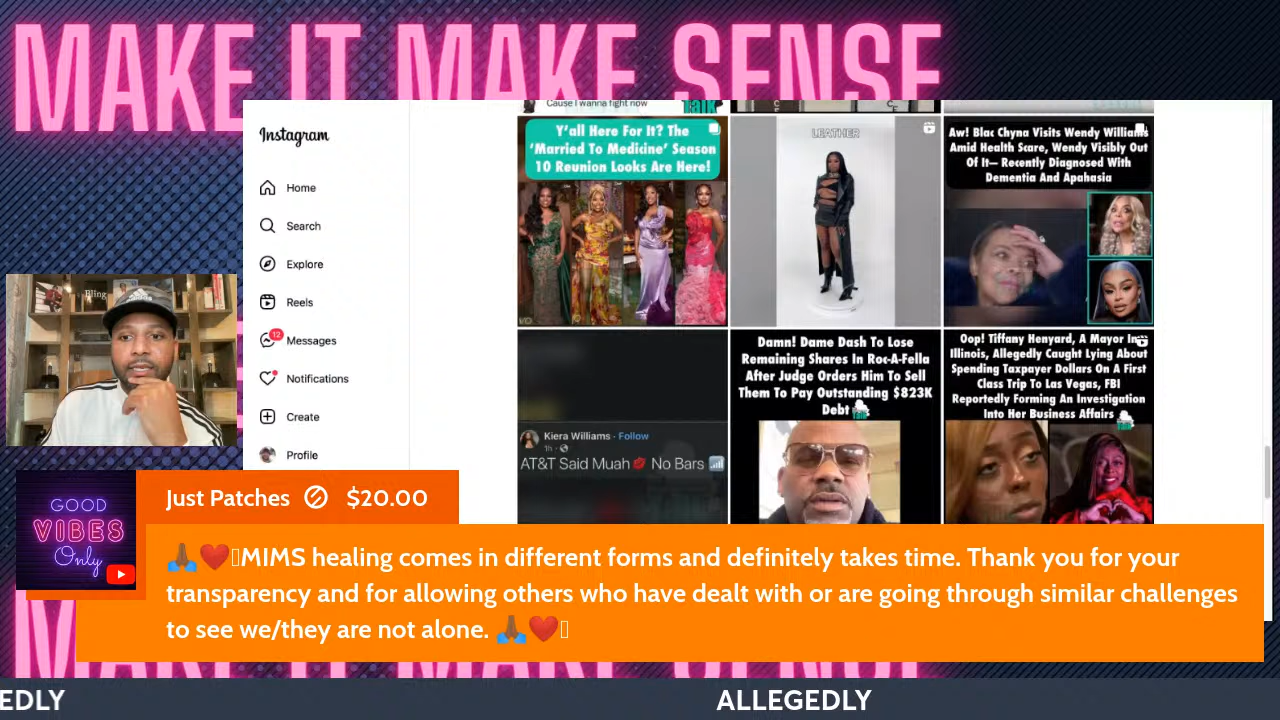 MAKE IT MAKE SENSE
Cause I wanna fight now
Talk
Instagram
Home
Search
Explore
Reels
12
Messages
Notifications
Create
Profile
Y'all Here For It? The
'Married To Medicine' Season
10 Reunion Looks Are Here!
LEATHER
Aw! Blac Chyna Visits Wendy Williams
Amid Health Scare, Wendy Visibly Out
Of It— Recently Diagnosed With
Dementia And Apahasia
Kiera Williams · Follow
1h ·
AT&T Said Muah💋 No Bars📶
Damn! Dame Dash To Lose
Remaining Shares In Roc-A-Fella
After Judge Orders Him To Sell
Them To Pay Outstanding $823K
Debt
Oop! Tiffany Henyard, A Mayor In
Illinois, Allegedly Caught Lying About
Spending Taxpayer Dollars On A First
Class Trip To Las Vegas, FBI
Reportedly Forming An Investigation
Into Her Business Affairs
Bling
GOOD
VIBES
Only
Just Patches $20.00
🙏🏾❤️MIMS healing comes in different forms and definitely takes time. Thank you for your
transparency and for allowing others who have dealt with or are going through similar challenges
to see we/they are not alone. 🙏🏾❤️
MAKE IT MAKE SENSE
EDLY
ALLEGEDLY